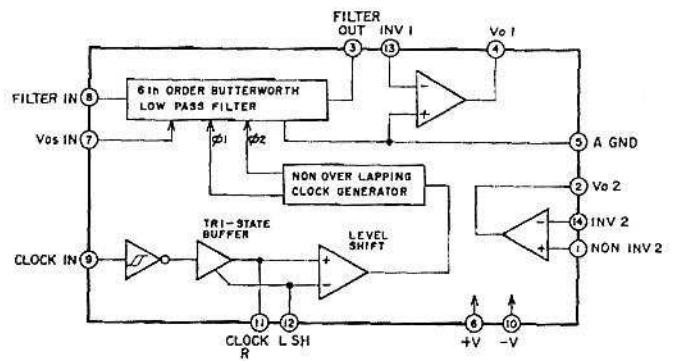 FILTER
OUT INV 1 Vo 1
3 13 4
6th ORDER BUTTERWORTH
LOW PASS FILTER
FILTER IN 8
Vos IN 7
ø1 ø2
- +
5 A GND
NON OVER LAPPING
CLOCK GENERATOR
2 Vo 2
14 INV 2
1 NON INV 2
- +
TRI-STATE
BUFFER
LEVEL
SHIFT
CLOCK IN 9
+ -
11 12 6 10
CLOCK L SH +V -V
R